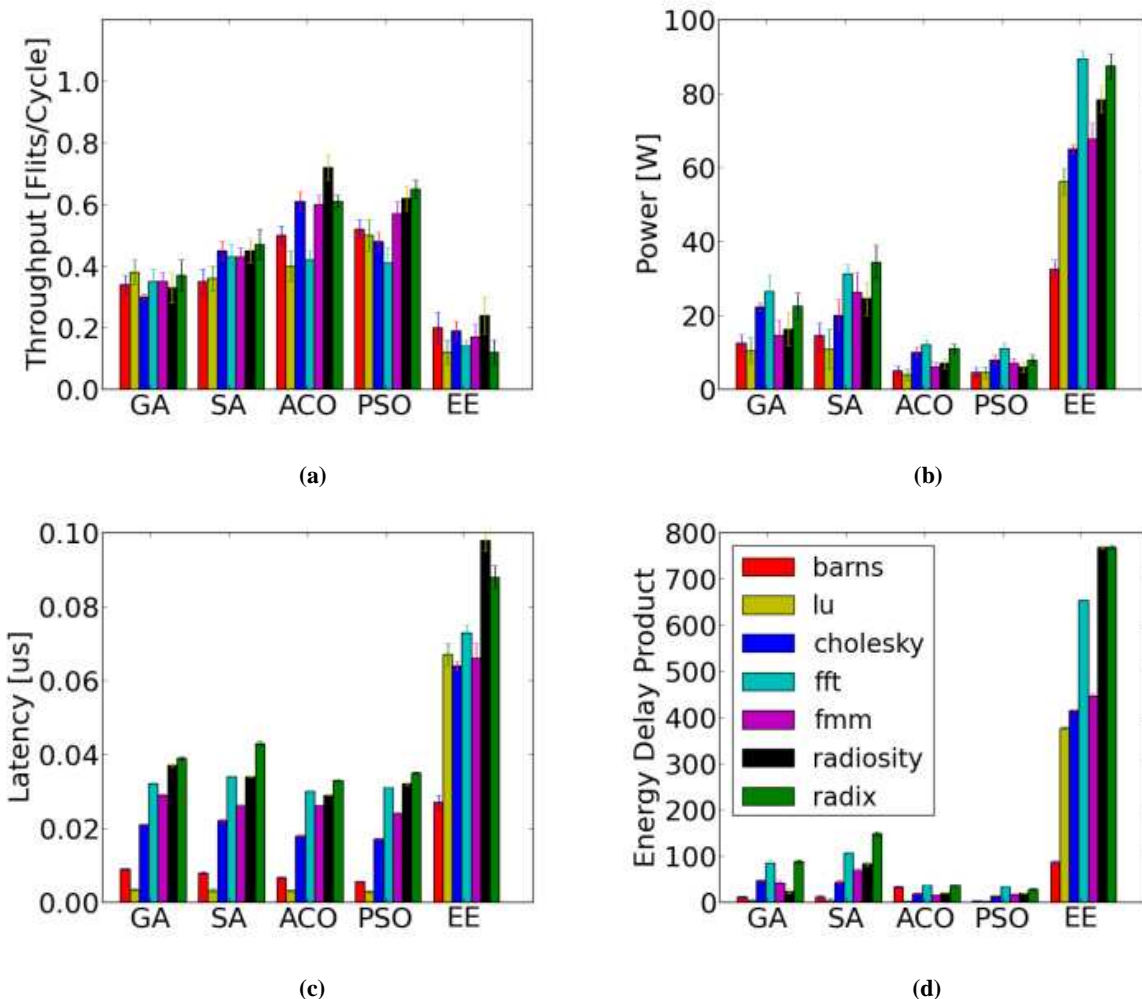 Throughput [Flits/Cycle]
1.0
0.8
0.6
0.4
0.2
0.0
GA SA ACO PSO EE
(a)
Power [W]
100
80
60
40
20
0
GA SA ACO PSO EE
(b)
Latency [us]
0.10
0.08
0.06
0.04
0.02
0.00
GA SA ACO PSO EE
(c)
Energy Delay Product
800
700
600
500
400
300
200
100
0
barns
lu
cholesky
fft
fmm
radiosity
radix
GA SA ACO PSO EE
(d)